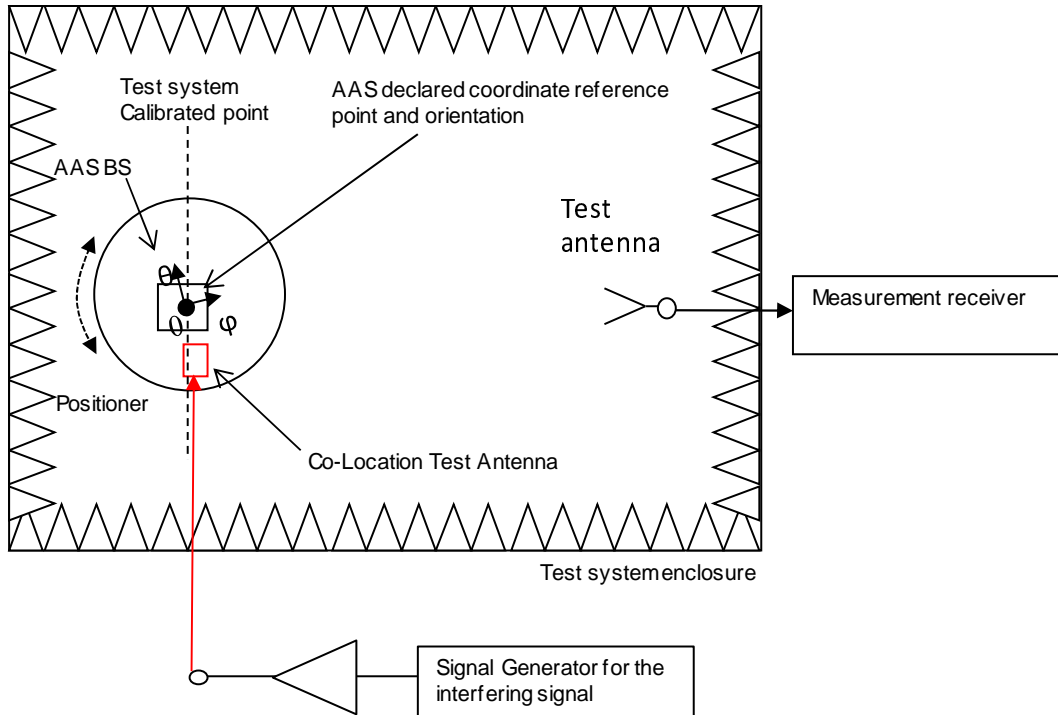 Test system
Calibrated point
AAS declared coordinate reference
point and orientation
AAS BS
Test
antenna
θ
θ
φ
Measurement receiver
Positioner
Co-Location Test Antenna
Test system enclosure
Signal Generator for the
interfering signal